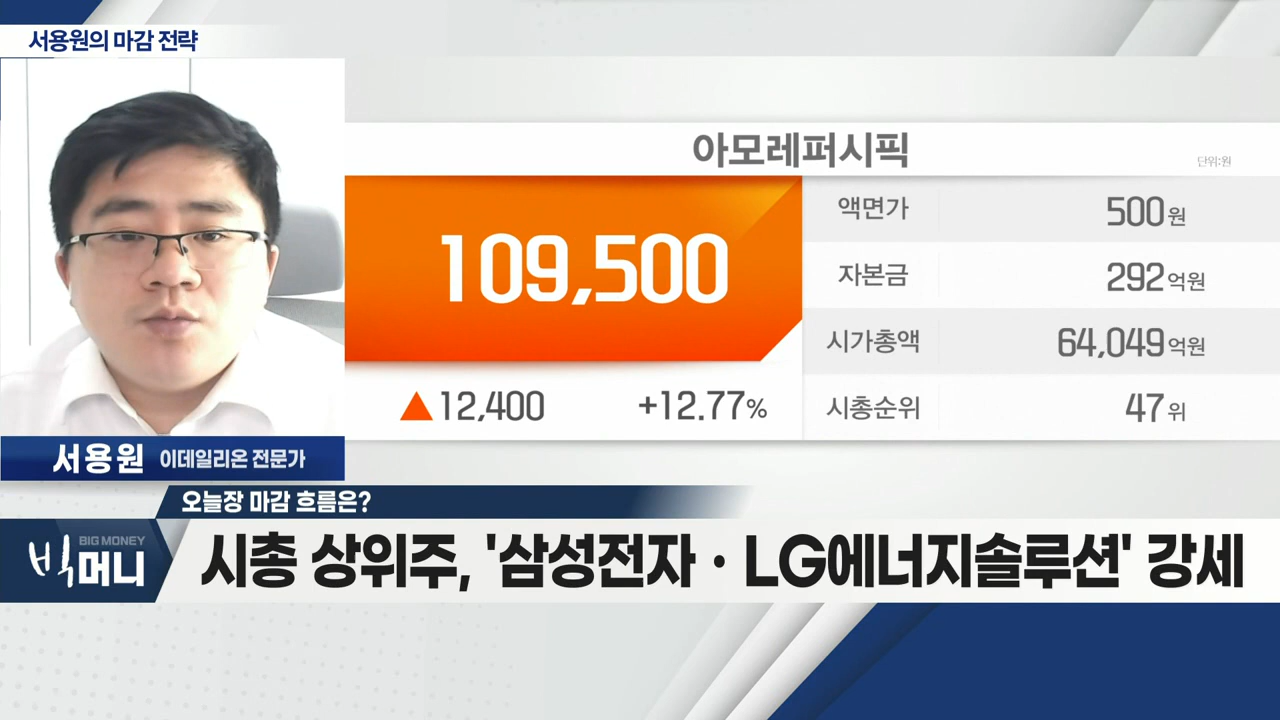 서용원의 마감 전략
아모레퍼시픽
단위:원
109,500
▲12,400 +12.77%
액면가 500원
자본금 292억원
시가총액 64,049억원
시총순위 47위
서용원 이데일리온 전문가
오늘장 마감 흐름은?
BIG MONEY
빅머니
시총 상위주, '삼성전자·LG에너지솔루션' 강세